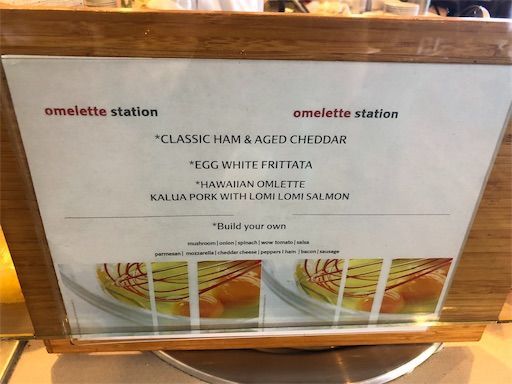 omelette station omelette station
*CLASSIC HAM & AGED CHEDDAR
*EGG WHITE FRITTATA
*HAWAIIAN OMLETTE
KALUA PORK WITH LOMI LOMI SALMON
*Build your own
mushroom | onion | spinach | wow tomato | salsa
parmesan | mozzarella | cheddar cheese | peppers / ham | bacon | sausage